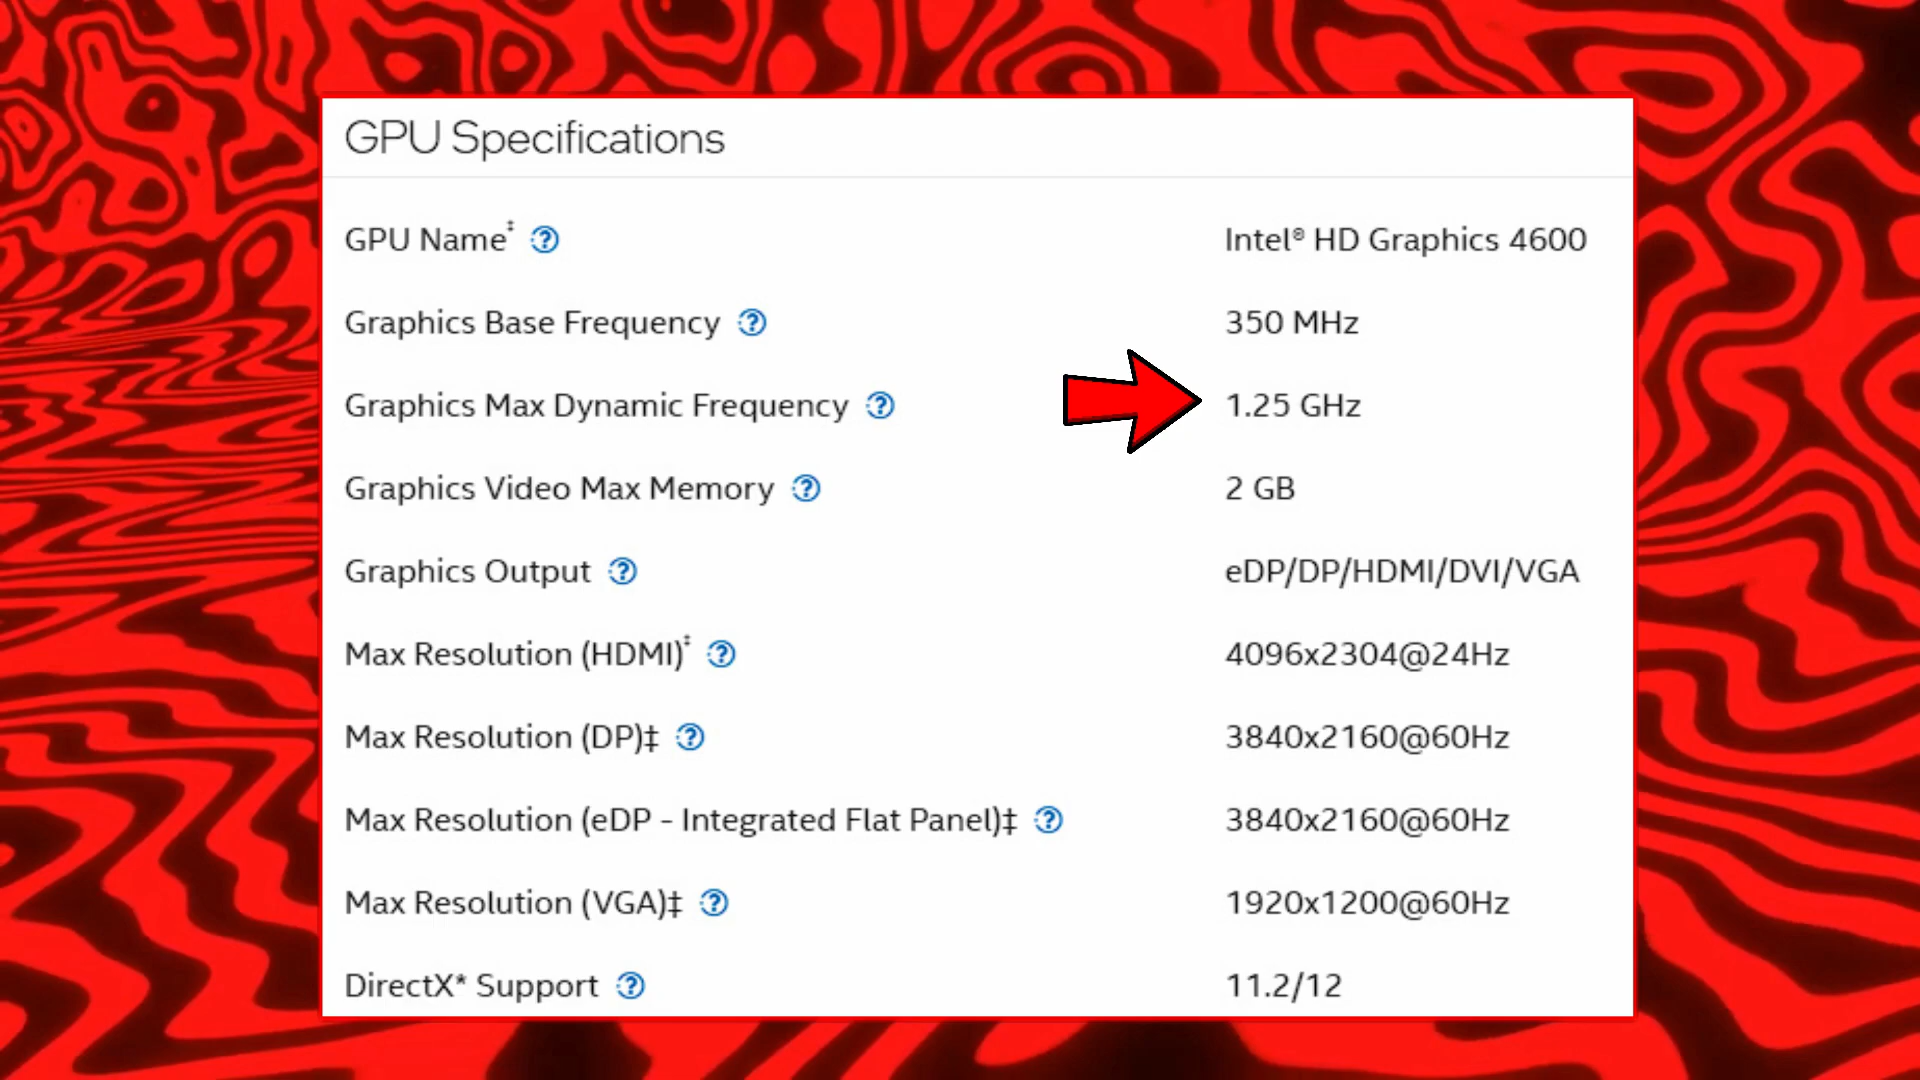 GPU Specifications
GPU Name‡ Intel® HD Graphics 4600
Graphics Base Frequency 350 MHz
Graphics Max Dynamic Frequency 1.25 GHz
Graphics Video Max Memory 2 GB
Graphics Output eDP/DP/HDMI/DVI/VGA
Max Resolution (HDMI)‡ 4096x2304@24Hz
Max Resolution (DP)‡ 3840x2160@60Hz
Max Resolution (eDP - Integrated Flat Panel)‡ 3840x2160@60Hz
Max Resolution (VGA)‡ 1920x1200@60Hz
DirectX* Support 11.2/12